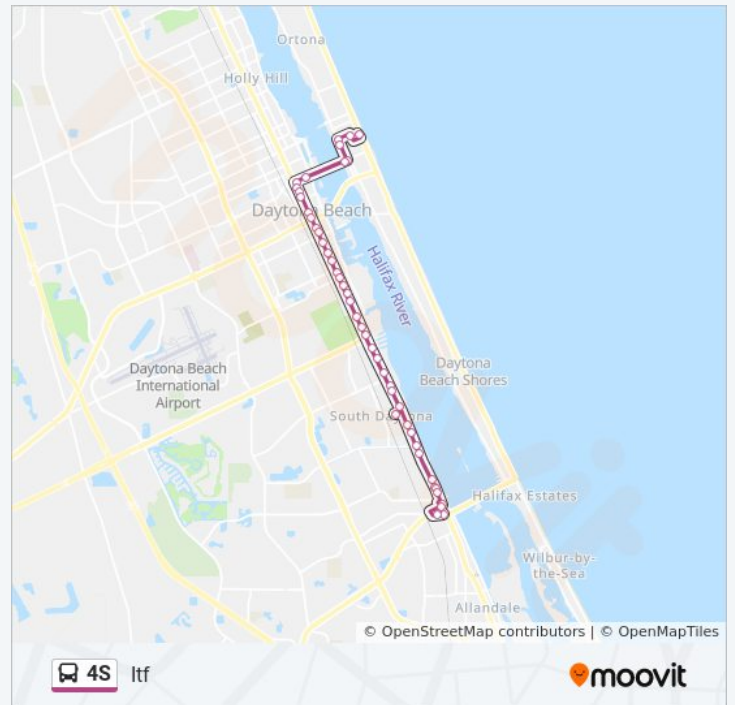 Ortona
Holly Hill
Daytona Beach
Halifax River
Daytona
Beach Shores
Daytona Beach
International
Airport
South Daytona
Halifax Estates
Wilbur-by-
the-Sea
Allandale
© OpenStreetMap contributors | © OpenMapTiles
4S Itf
moovit